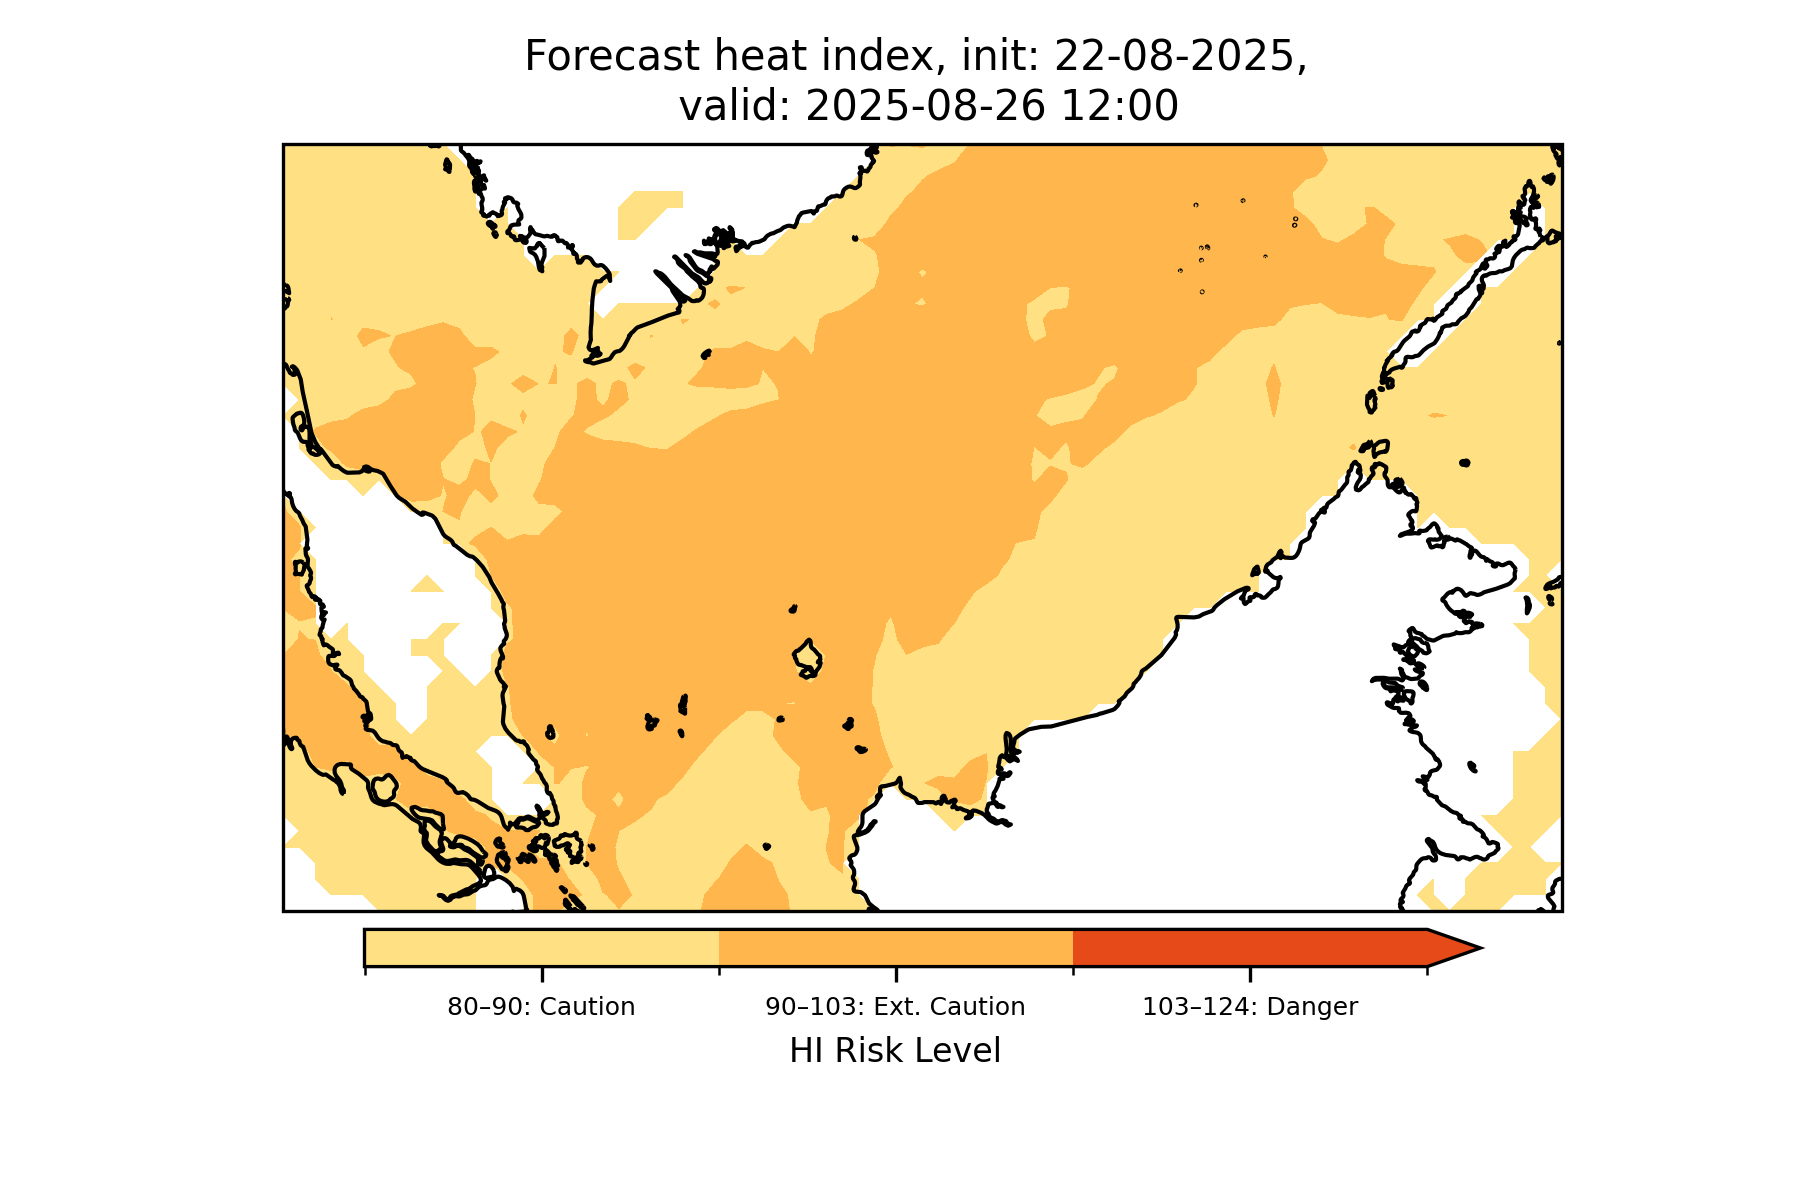 Forecast heat index, init: 22-08-2025,
valid: 2025-08-26 12:00
80–90: Caution
90–103: Ext. Caution
103–124: Danger
HI Risk Level